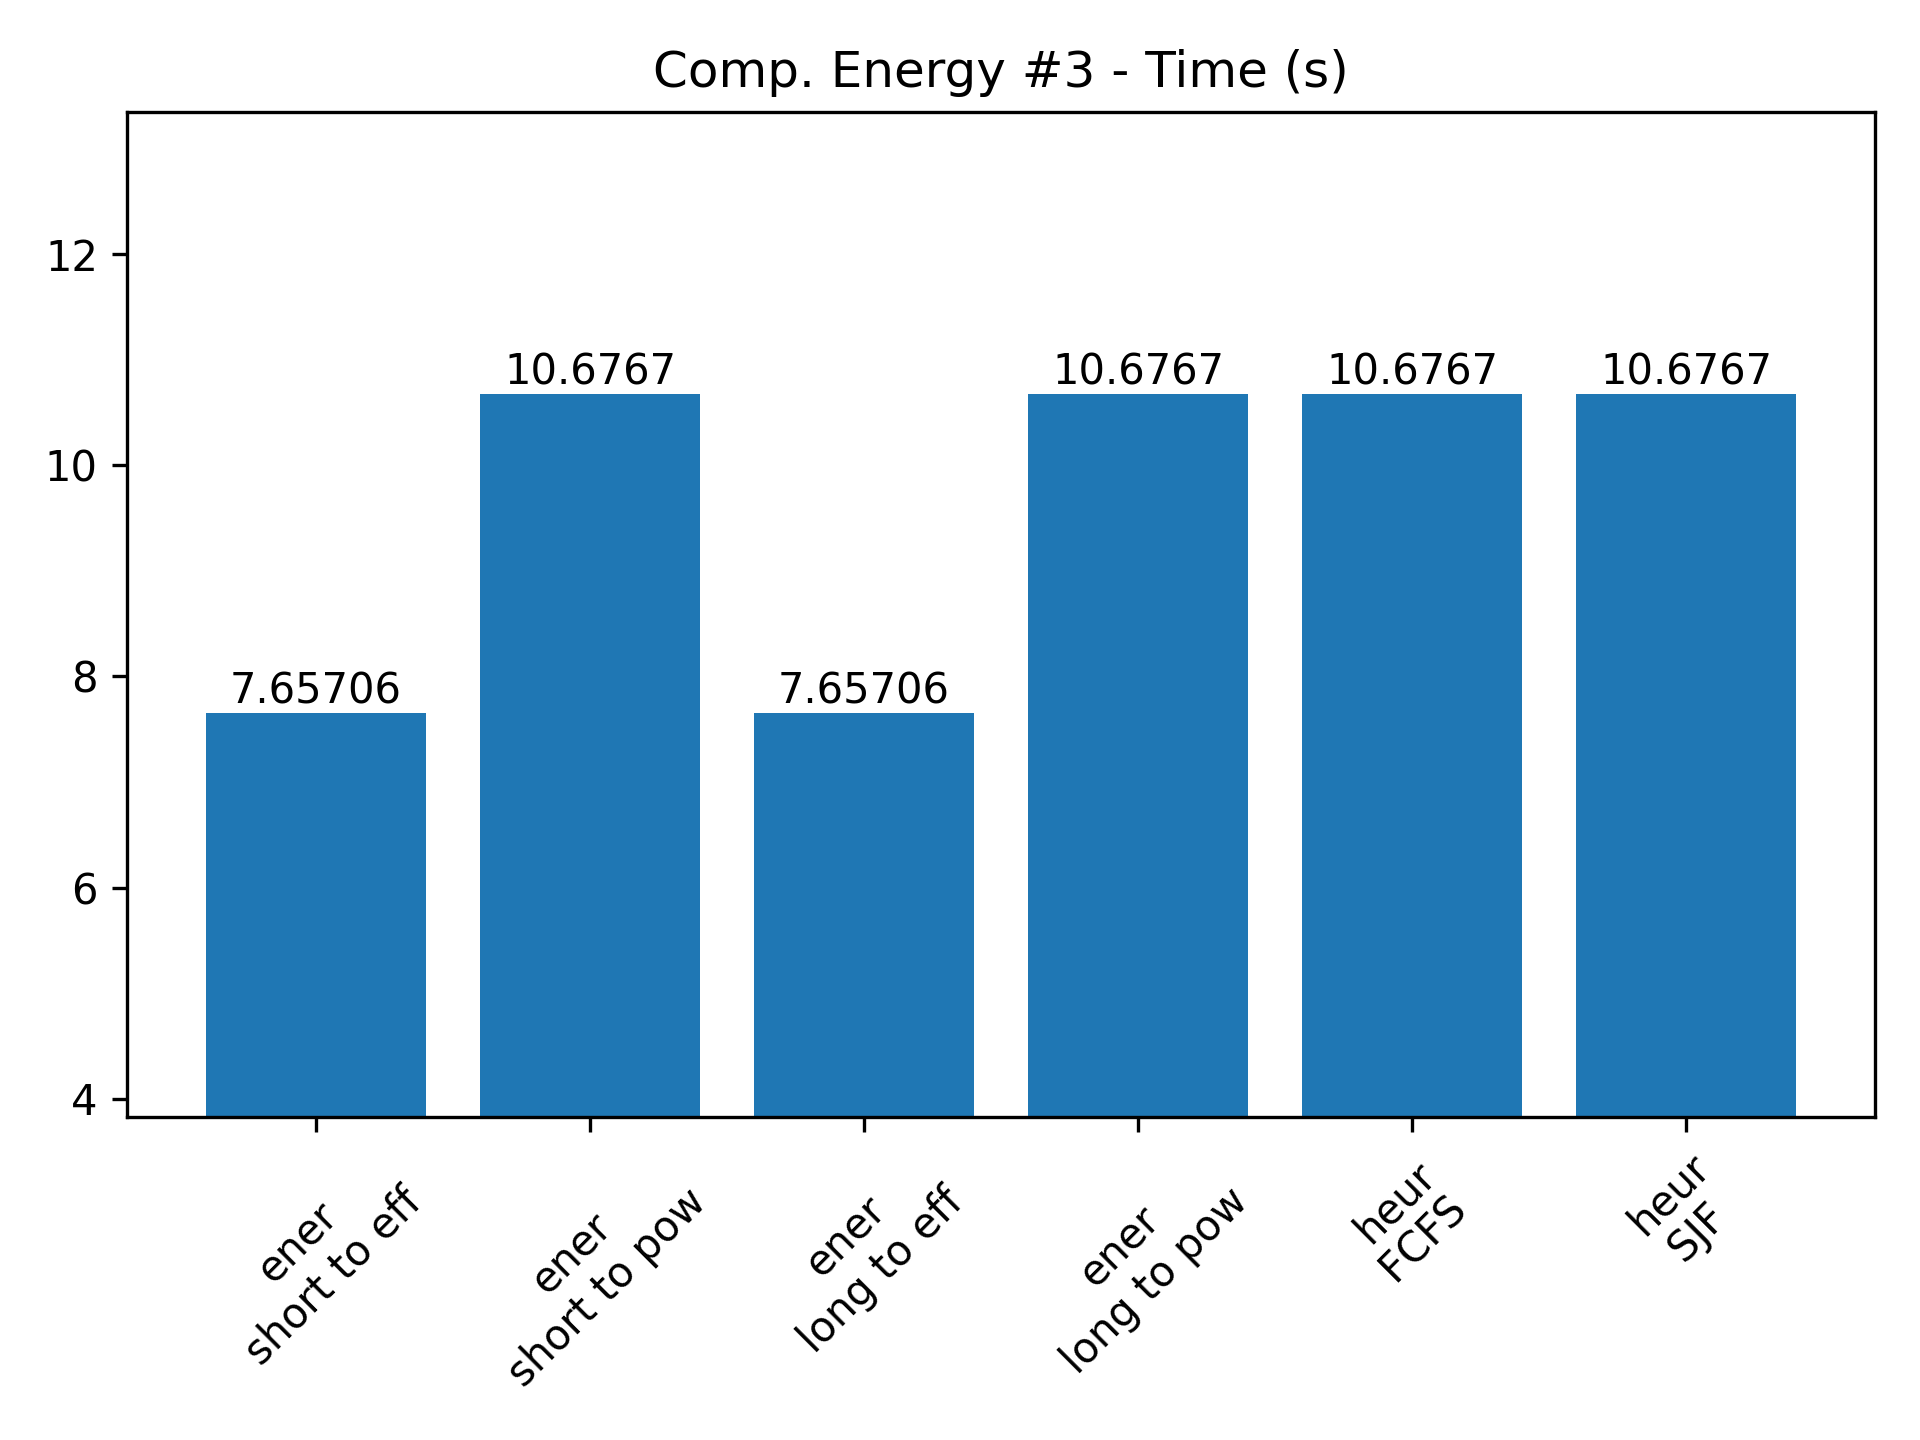 Comp. Energy #3 - Time (s)
12
10
8
6
4
7.65706
10.6767
7.65706
10.6767
10.6767
10.6767
ener
short to eff
ener
short to pow
ener
long to eff
ener
long to pow
heur
FCFS
heur
SJF